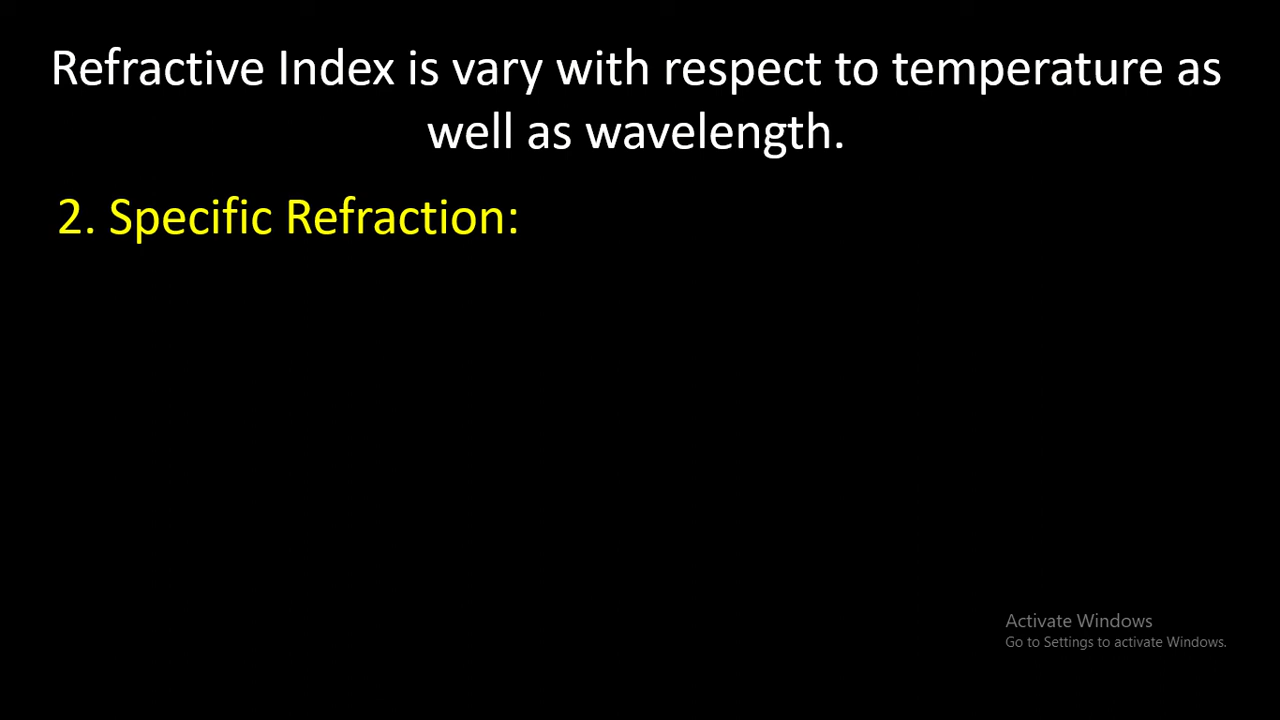 Refractive Index is vary with respect to temperature as
well as wavelength.
2. Specific Refraction:
Activate Windows
Go to Settings to activate Windows.